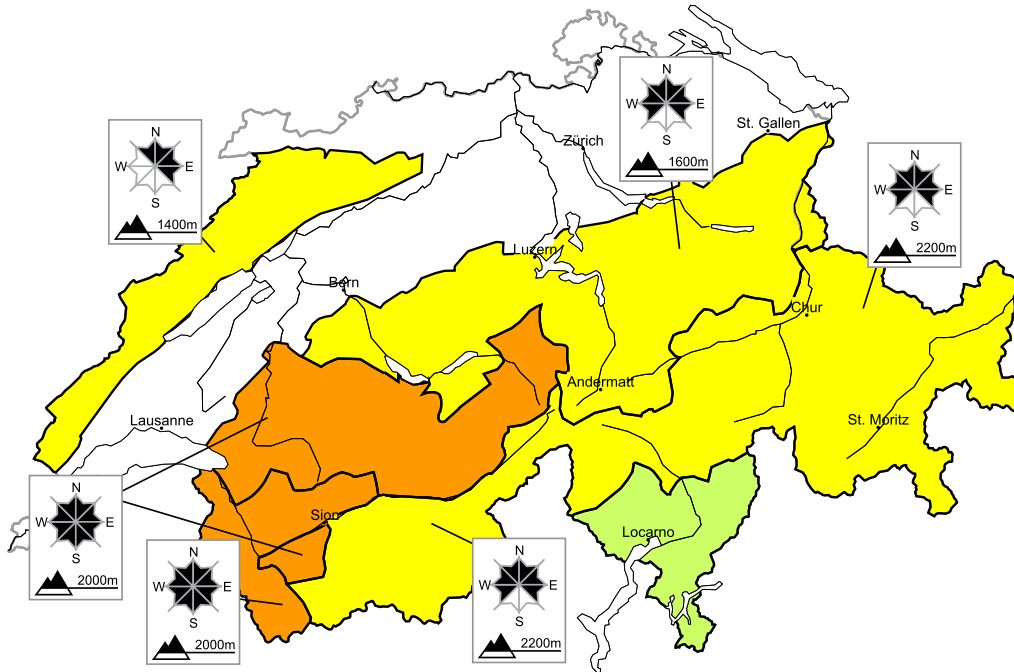 N
W E
S
1600m
St. Gallen
Zürich
N
W E
S
1400m
N
W E
S
2200m
Luzern
Bern
Chur
Andermatt
St. Moritz
Lausanne
N
W E
S
2000m
Sion
Locarno
N
W E
S
2000m
N
W E
S
2200m